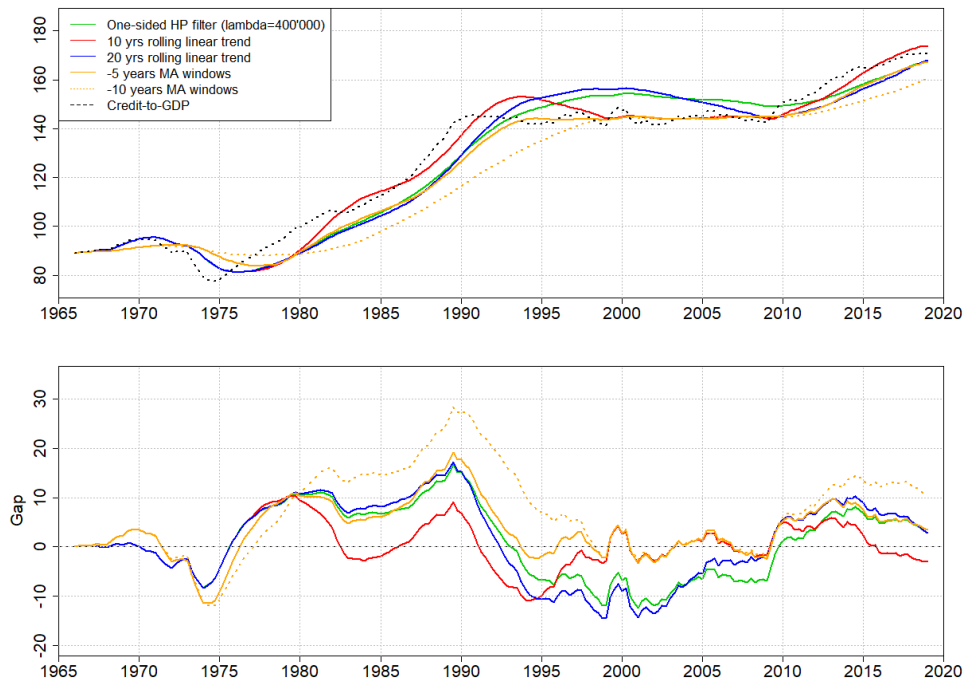 One-sided HP filter (lambda=400'000)
10 yrs rolling linear trend
20 yrs rolling linear trend
-5 years MA windows
-10 years MA windows
Credit-to-GDP
180
160
140
120
100
80
1965 1970 1975 1980 1985 1990 1995 2000 2005 2010 2015 2020
Gap
30
20
10
0
-10
-20
1965 1970 1975 1980 1985 1990 1995 2000 2005 2010 2015 2020